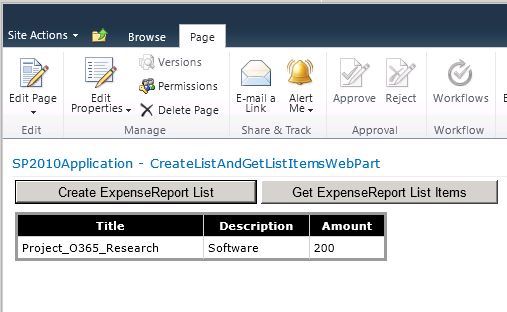 Site Actions Browse Page
Versions
Permissions
Delete Page
Edit Page
Edit Properties
E-mail a Link
Alert Me
Approve Reject Workflows
Edit Manage Share & Track Approval Workflow
SP2010Application - CreateListAndGetListItemsWebPart
Create ExpenseReport List Get ExpenseReport List Items
Title Description Amount
Project_O365_Research Software 200